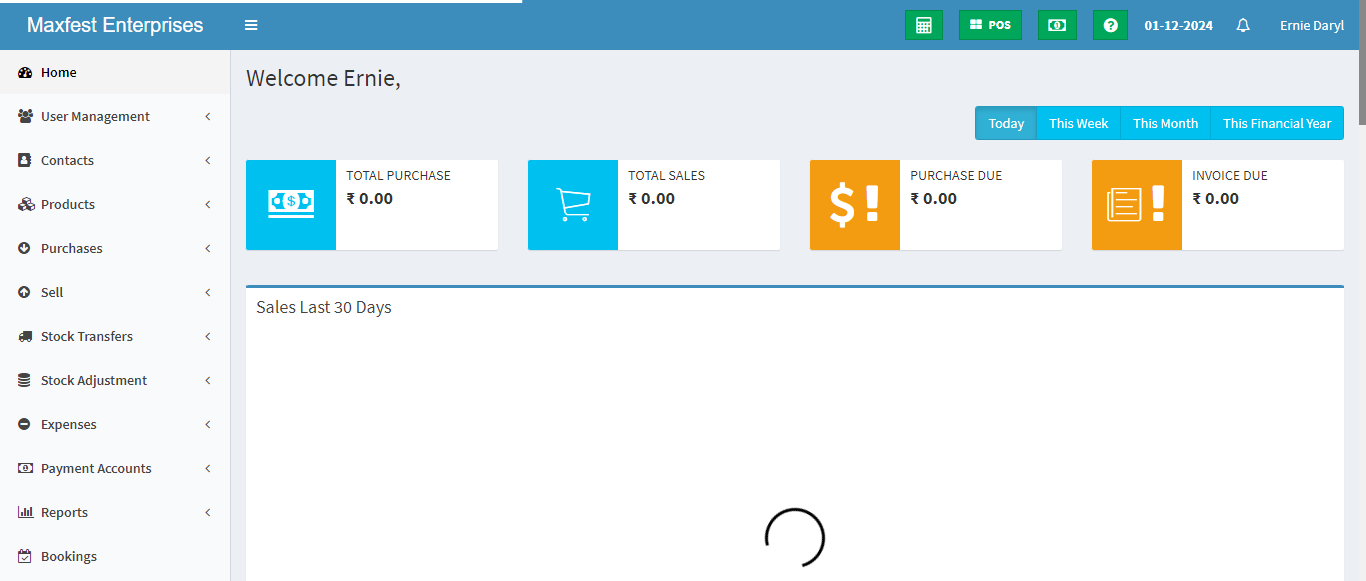 Maxfest Enterprises
POS
01-12-2024
Ernie Daryl
Home
User Management
Contacts
Products
Purchases
Sell
Stock Transfers
Stock Adjustment
Expenses
Payment Accounts
Reports
Bookings
Welcome Ernie,
Today This Week This Month This Financial Year
TOTAL PURCHASE
₹ 0.00
TOTAL SALES
₹ 0.00
PURCHASE DUE
₹ 0.00
INVOICE DUE
₹ 0.00
Sales Last 30 Days